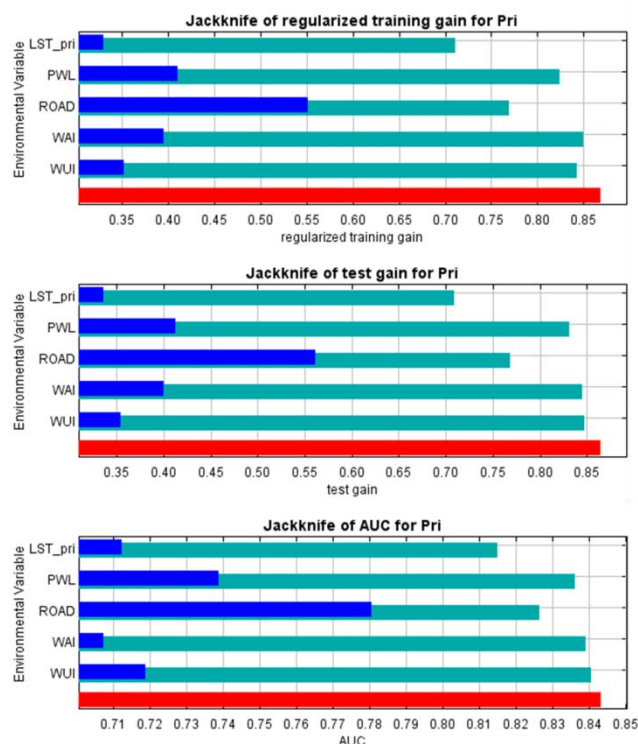 Jackknife of regularized training gain for Pri
Environmental Variable
LST_pri
PWL
ROAD
WAI
WUI
0.35 0.40 0.45 0.50 0.55 0.60 0.65 0.70 0.75 0.80 0.85
regularized training gain
Jackknife of test gain for Pri
Environmental Variable
LST_pri
PWL
ROAD
WAI
WUI
0.35 0.40 0.45 0.50 0.55 0.60 0.65 0.70 0.75 0.80 0.85
test gain
Jackknife of AUC for Pri
Environmental Variable
LST_pri
PWL
ROAD
WAI
WUI
0.71 0.72 0.73 0.74 0.75 0.76 0.77 0.78 0.79 0.80 0.81 0.82 0.83 0.84 0.85
AUC